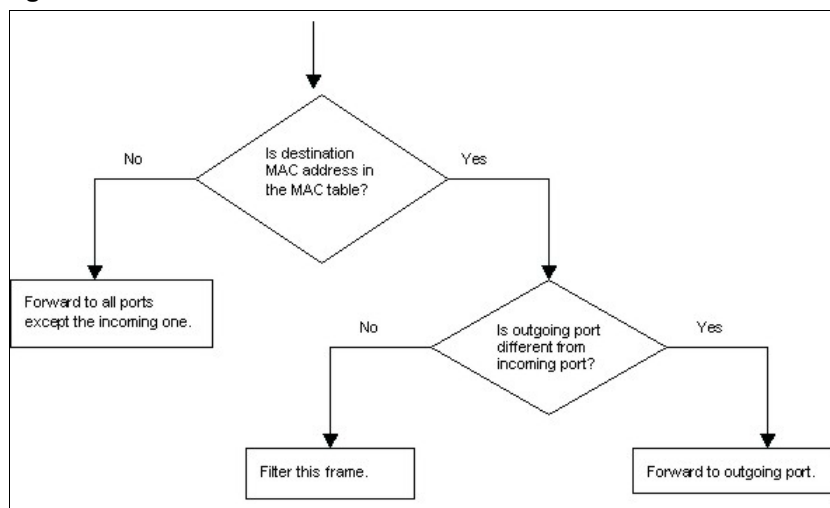 Is destination
MAC address in
the MAC table?
No
Yes
Forward to all ports
except the incoming one.
Is outgoing port
different from
incoming port?
No
Yes
Filter this frame.
Forward to outgoing port.